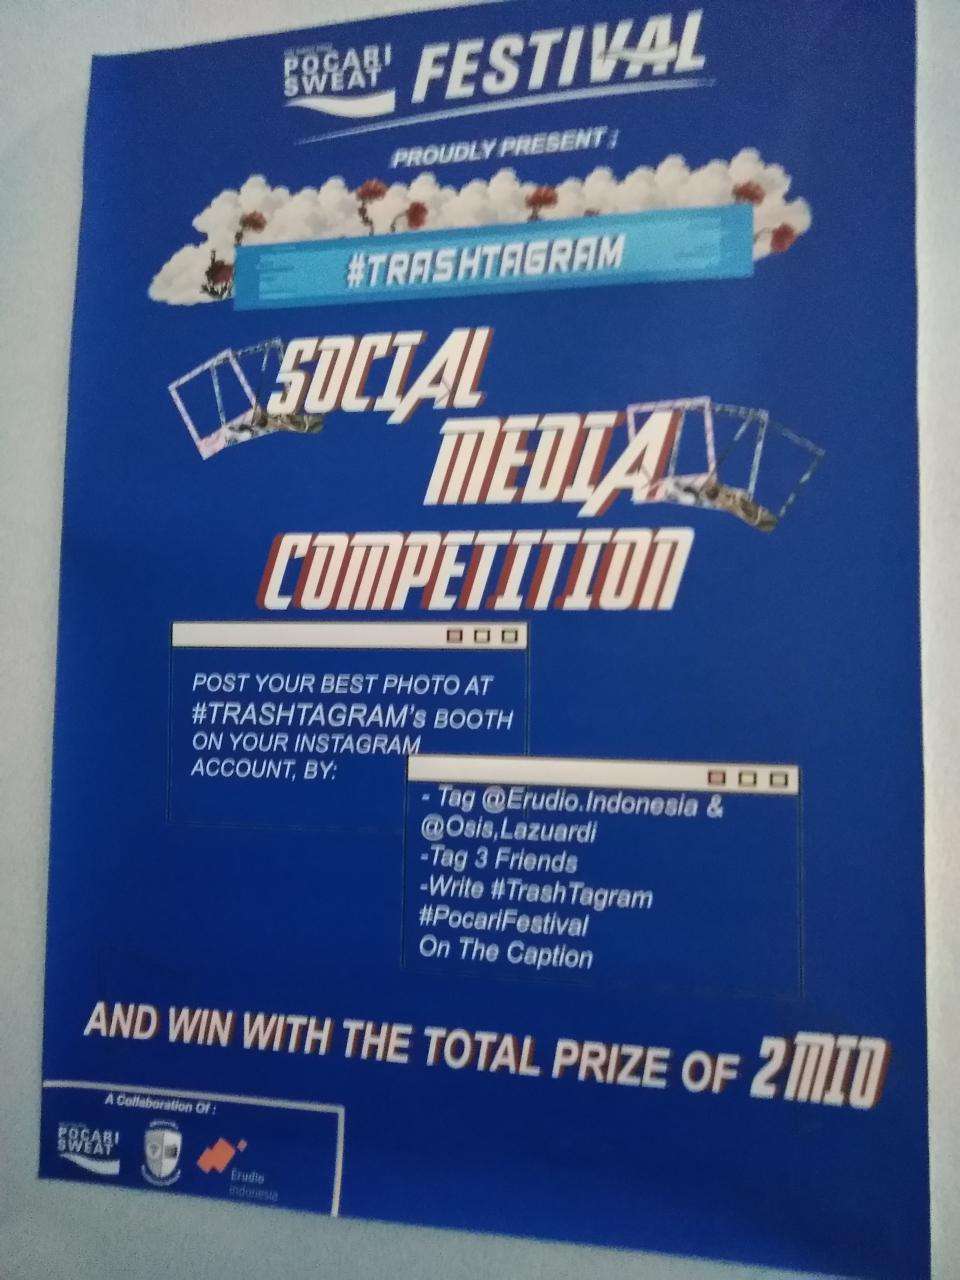 POCARI
SWEAT
FESTIVAL
PROUDLY PRESENT :
#TRASHTAGRAM
SOCIAL
MEDIA
COMPETITION
POST YOUR BEST PHOTO AT
#TRASHTAGRAM's BOOTH
ON YOUR INSTAGRAM
ACCOUNT, BY:
- Tag @Erudio.Indonesia &
@Osis,Lazuardi
-Tag 3 Friends
-Write #TrashTagram
#PocariFestival
On The Caption
AND WIN WITH THE TOTAL PRIZE OF 2MIO
A Collaboration Of :
POCARI
SWEAT
Erudio
Indonesia